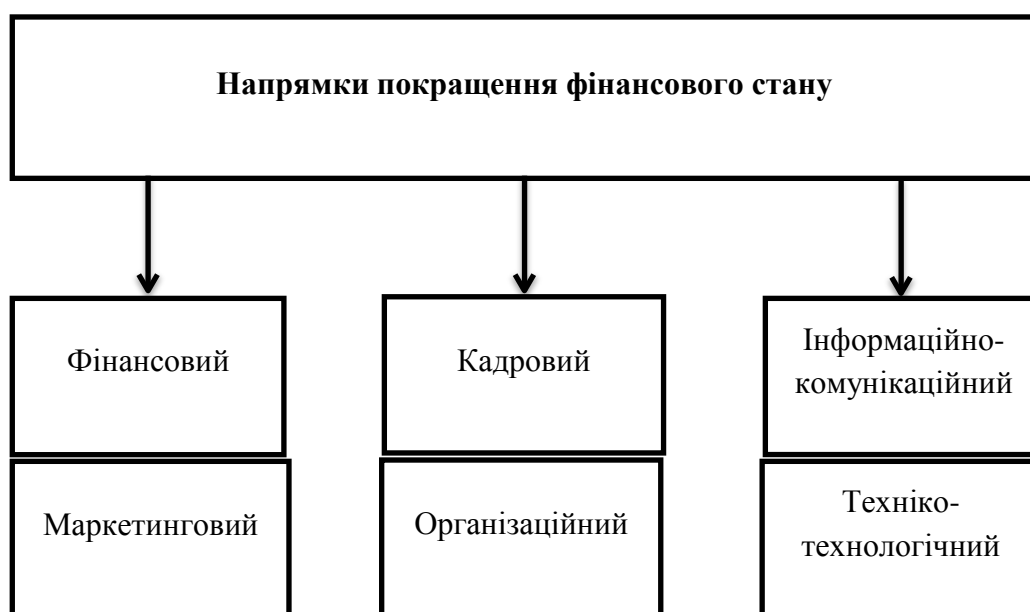 Напрямки покращення фінансового стану
Фінансовий
Кадровий
Інформаційно-
комунікаційний
Маркетинговий
Організаційний
Техніко-
технологічний